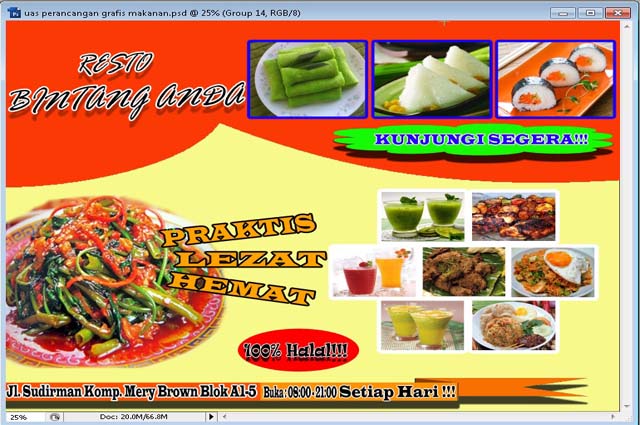 uas perancangan grafis makanan.psd @ 25% (Group 14, RGB/8)
RESTO
BINTANG ANDA
KUNJUNGI SEGERA!!!
PRAKTIS
LEZAT
HEMAT
100% Halal!!!!
Jl. Sudirman Komp. Mery Brown Blok A1-5 Buka : 08:00 - 21:00 Setiap Hari !!!
25% Doc: 20.0M/66.8M